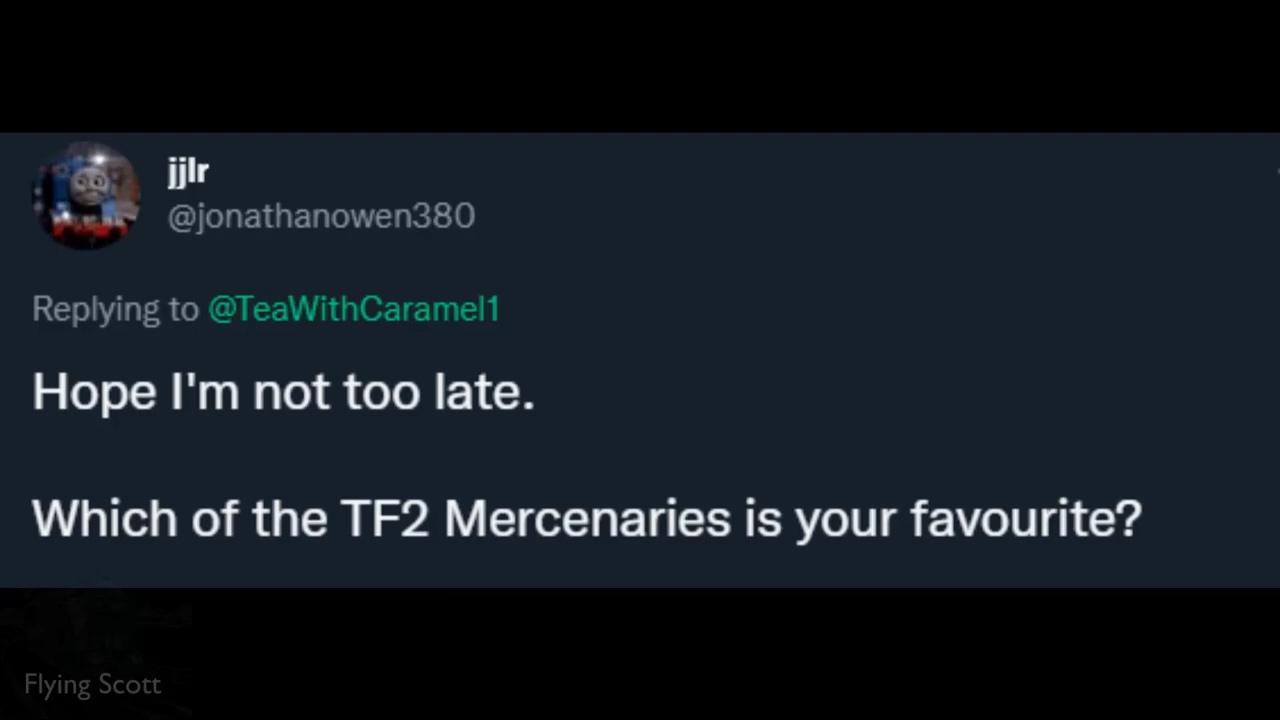 jjlr
@jonathanowen380
Replying to @TeaWithCaramel1
Hope I'm not too late.
Which of the TF2 Mercenaries is your favourite?
Flying Scott